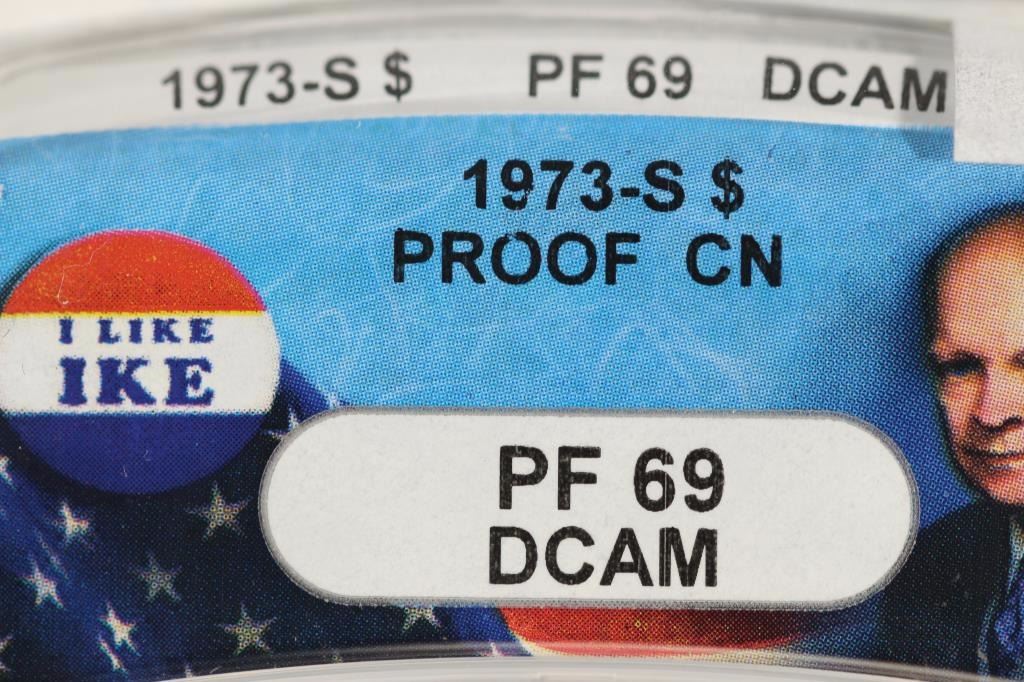 1973-S $ PF 69 DCAM
1973-S $
PROOF CN
I LIKE
IKE
PF 69
DCAM